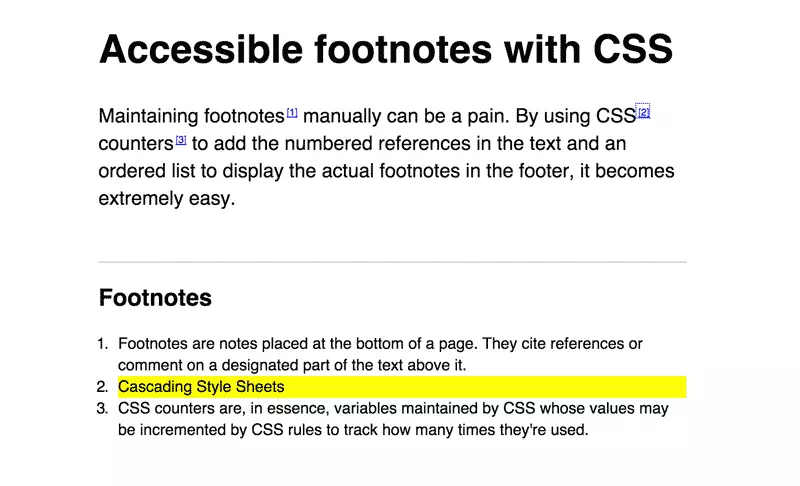 Accessible footnotes with CSS
Maintaining footnotes[1] manually can be a pain. By using CSS[2]
counters[3] to add the numbered references in the text and an
ordered list to display the actual footnotes in the footer, it becomes
extremely easy.
Footnotes
1. Footnotes are notes placed at the bottom of a page. They cite references or
comment on a designated part of the text above it.
2. Cascading Style Sheets
3. CSS counters are, in essence, variables maintained by CSS whose values may
be incremented by CSS rules to track how many times they're used.